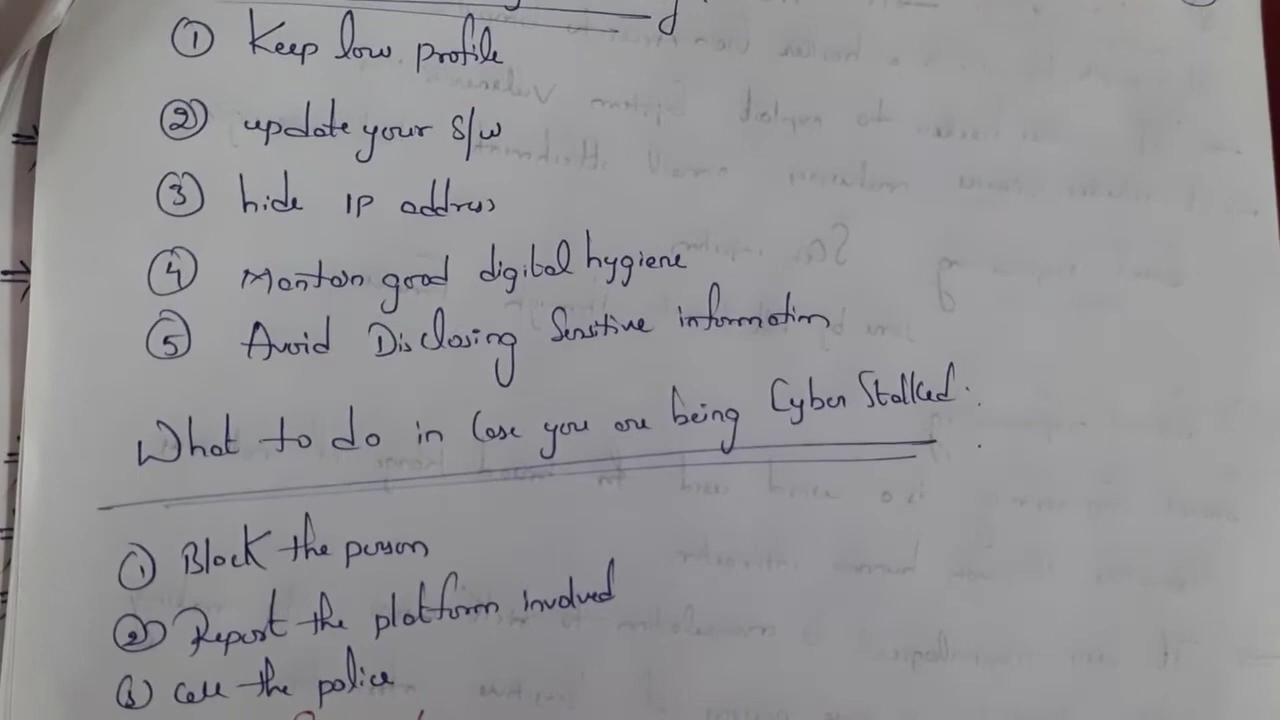 ① Keep low profile
② update your S/W
③ hide IP address
④ Montain good digital hygiene
⑤ Avoid Disclosing Sensitive information
What to do in Case you are being Cyber Stalked.
① Block the person
② Report the platform involved
③ call the police